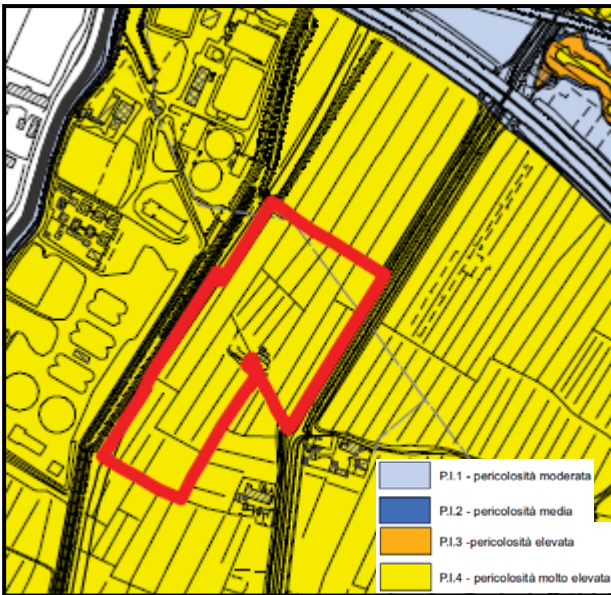 P.I.1 - pericolosità moderata
P.I.2 - pericolosità media
P.I.3 -pericolosità elevata
P.I.4 - pericolosità molto elevata